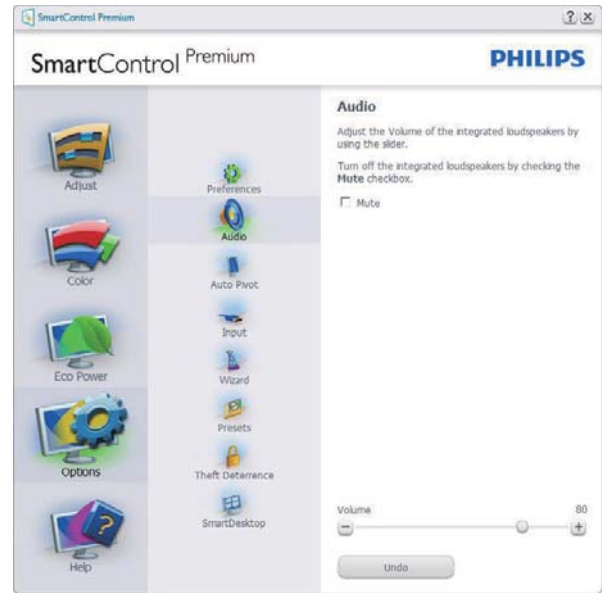 SmartControl Premium
SmartControl Premium
PHILIPS
Adjust
Color
Eco Power
Options
Help
Preferences
Audio
Auto Pivot
Input
Wizard
Presets
Theft Deterrence
SmartDesktop
Audio
Adjust the Volume of the integrated loudspeakers by
using the slider.
Turn off the integrated loudspeakers by checking the
Mute checkbox.
Mute
Volume 80
Undo